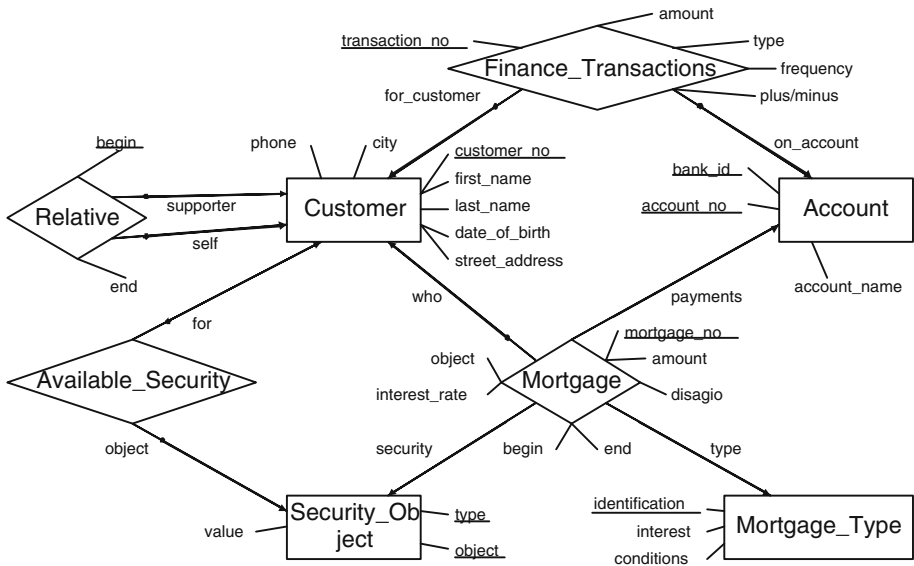 amount
transaction_no
type
Finance_Transactions
frequency
for_customer
plus/minus
begin
phone
city
on_account
customer_no
bank_id
first_name
supporter
Relative
Customer
last_name
account_no
Account
self
date_of_birth
street_address
end
account_name
who
payments
for
mortgage_no
object
amount
Available_Security
interest_rate
Mortgage
disagio
object
security
begin
end
type
Security_Ob
ject
type
value
object
identification
interest
conditions
Mortgage_Type